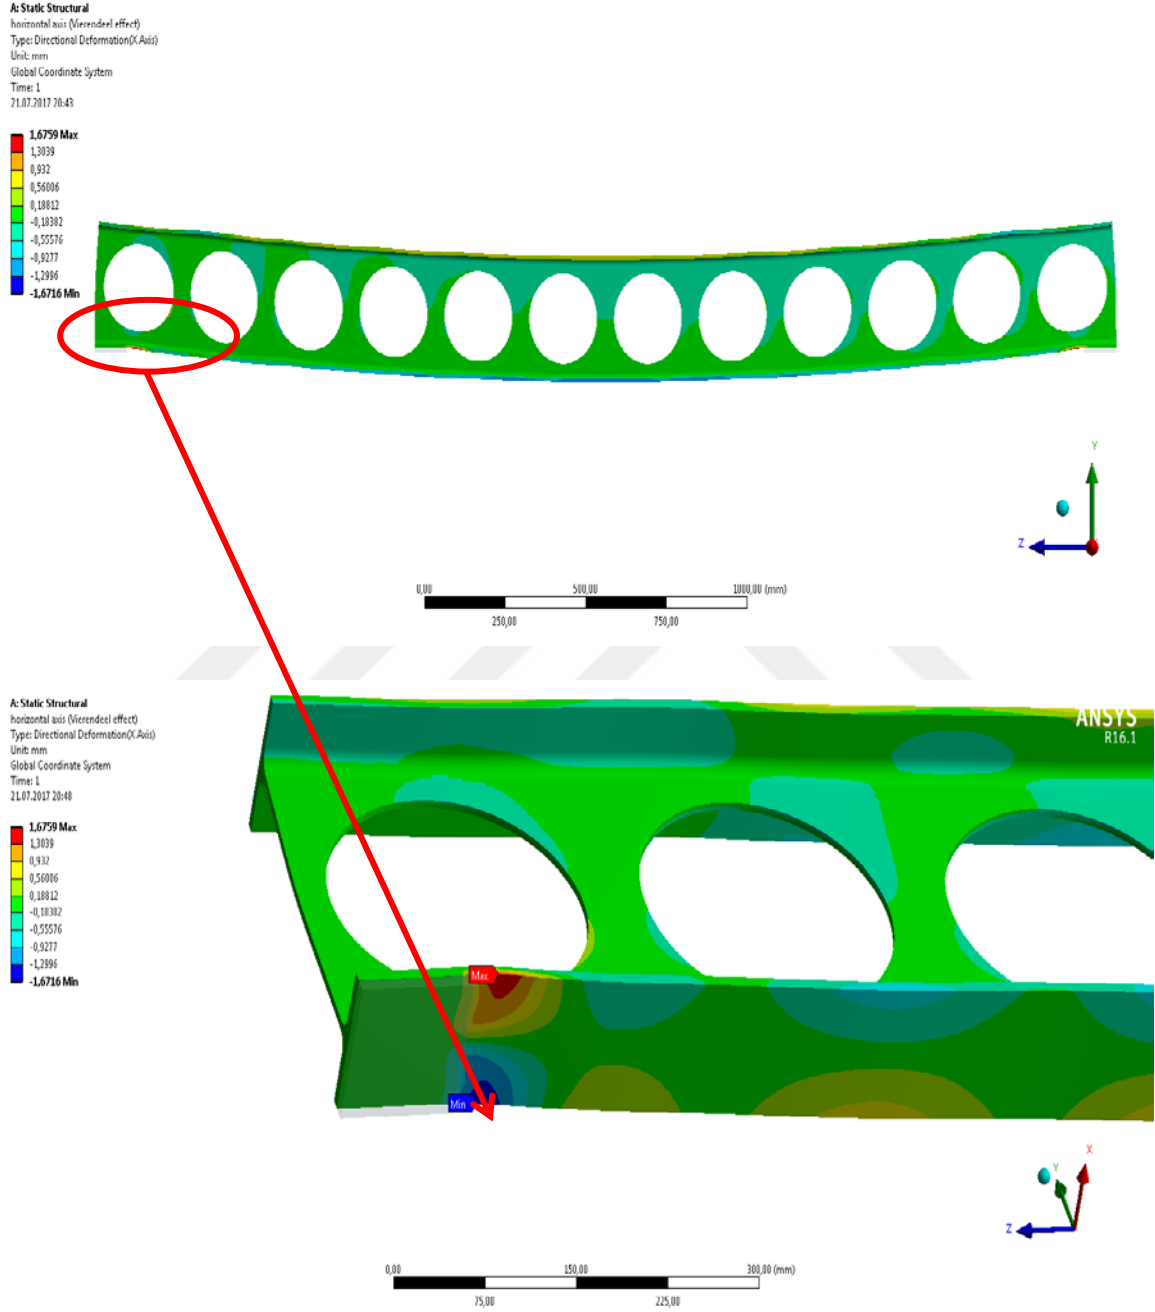 A: Static Structural
horizontal axis (Vierendeel effect)
Type: Directional Deformation(X Axis)
Unit: mm
Global Coordinate System
Time: 1
21.07.2017 20:43
1,6759 Max
1,3039
0,932
0,56006
0,18812
-0,18382
-0,55576
-0,9277
-1,2996
-1,6716 Min
Y
Z
0,00 500,00 1000,00 (mm)
250,00 750,00
A: Static Structural
horizontal axis (Vierendeel effect)
Type: Directional Deformation(X Axis)
Unit: mm
Global Coordinate System
Time: 1
21.07.2017 20:48
1,6759 Max
1,3039
0,932
0,56006
0,18812
-0,18382
-0,55576
-0,9277
-1,2996
-1,6716 Min
ANSYS
R16.1
Max
Min
X
Y
Z
0,00 150,00 300,00 (mm)
75,00 225,00